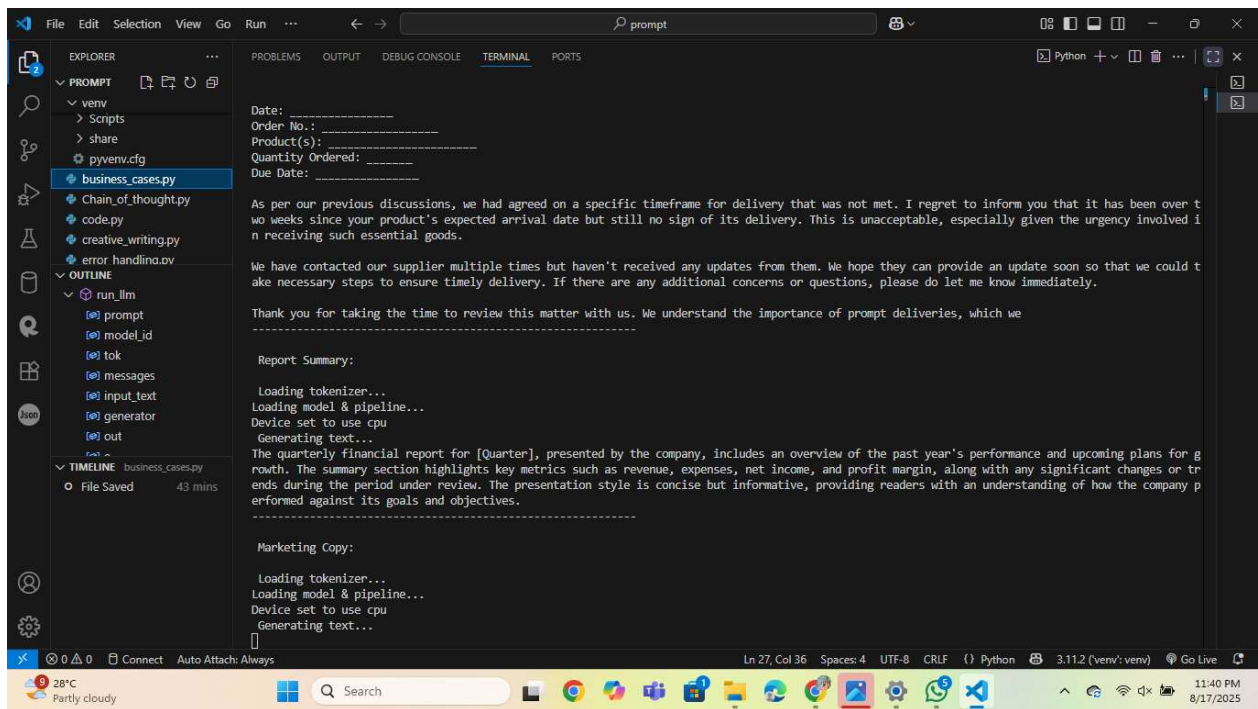 File Edit Selection View Go Run ... prompt
EXPLORER ...
PROMPT
venv
Scripts
share
pyvenv.cfg
business_cases.py
Chain_of_thought.py
code.py
creative_writing.py
error_handling.py
OUTLINE
run_llm
prompt
model_id
tok
messages
input_text
generator
out
TIMELINE business_cases.py
File Saved 43 mins
2
Json
PROBLEMS OUTPUT DEBUG CONSOLE TERMINAL PORTS Python
Date: ________________
Order No.: __________________
Product(s): _______________________
Quantity Ordered: _______
Due Date: ________________
As per our previous discussions, we had agreed on a specific timeframe for delivery that was not met. I regret to inform you that it has been over t
wo weeks since your product's expected arrival date but still no sign of its delivery. This is unacceptable, especially given the urgency involved i
n receiving such essential goods.
We have contacted our supplier multiple times but haven't received any updates from them. We hope they can provide an update soon so that we could t
ake necessary steps to ensure timely delivery. If there are any additional concerns or questions, please do let me know immediately.
Thank you for taking the time to review this matter with us. We understand the importance of prompt deliveries, which we
------------------------------------------------------------
Report Summary:
Loading tokenizer...
Loading model & pipeline...
Device set to use cpu
Generating text...
The quarterly financial report for [Quarter], presented by the company, includes an overview of the past year's performance and upcoming plans for g
rowth. The summary section highlights key metrics such as revenue, expenses, net income, and profit margin, along with any significant changes or tr
ends during the period under review. The presentation style is concise but informative, providing readers with an understanding of how the company p
erformed against its goals and objectives.
------------------------------------------------------------
Marketing Copy:
Loading tokenizer...
Loading model & pipeline...
Device set to use cpu
Generating text...
0 0 Connect Auto Attach: Always Ln 27, Col 36 Spaces: 4 UTF-8 CRLF {} Python 3.11.2 ('venv': venv) Go Live
9 28°C
Partly cloudy
Search
1
5
11:40 PM
8/17/2025